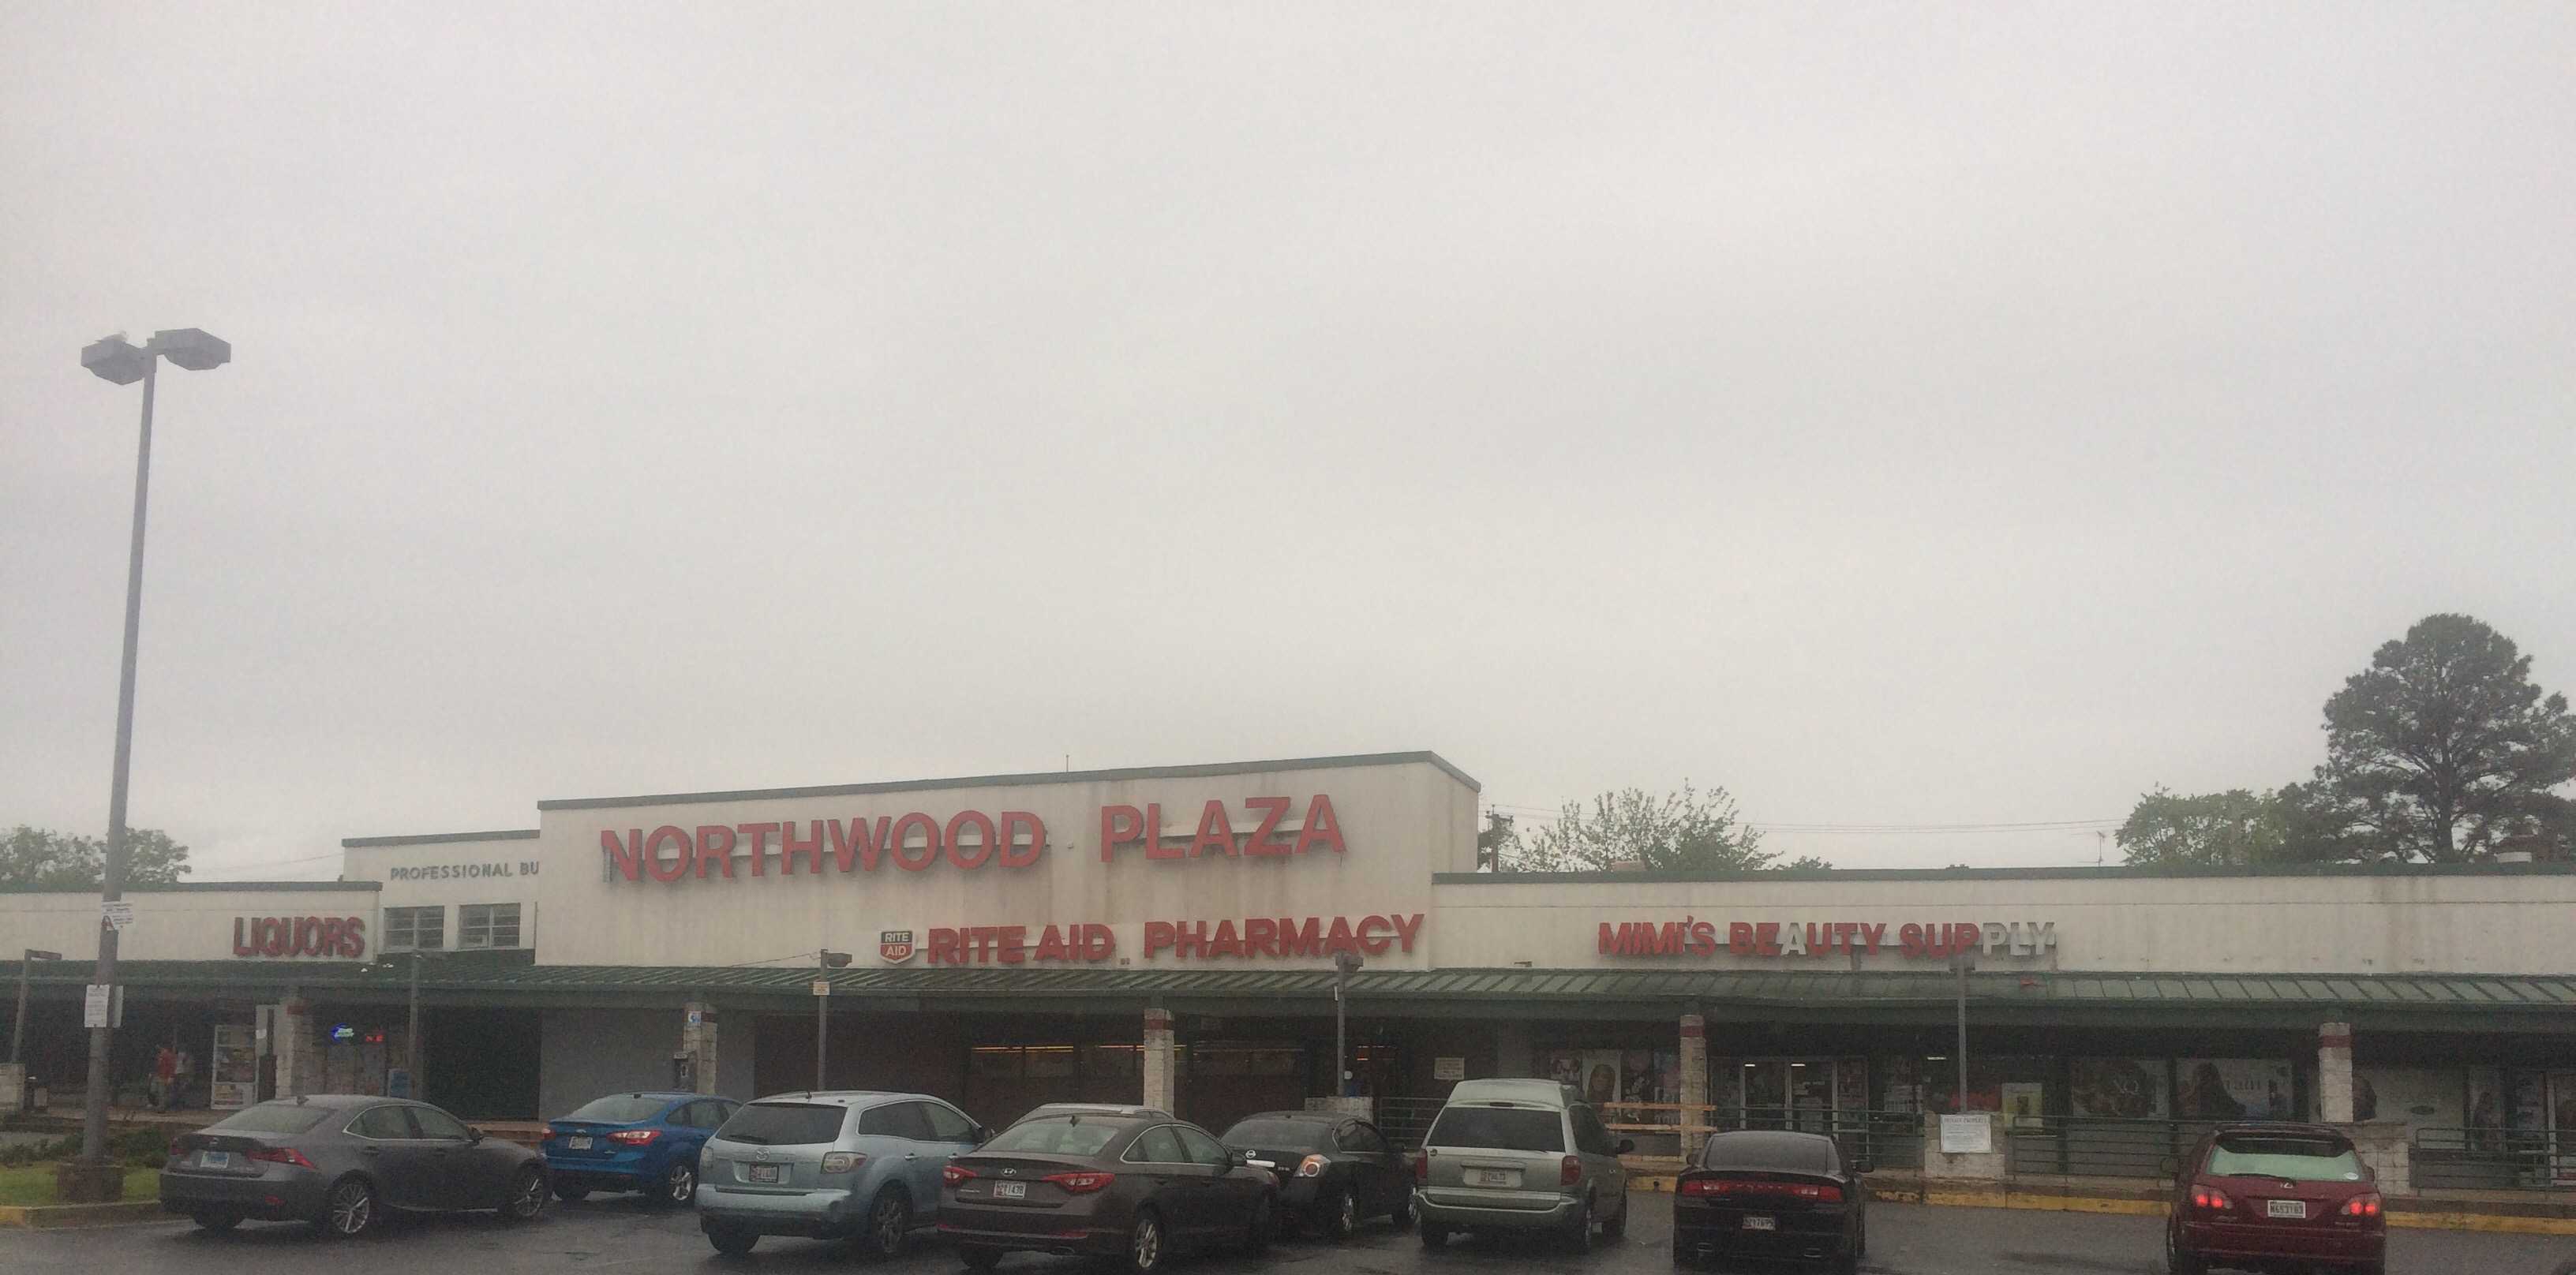 NORTHWOOD PLAZA
PROFESSIONAL BU
LIQUORS
RITE
AID
RITE AID PHARMACY
MIMI'S BEAUTY SUPPLY